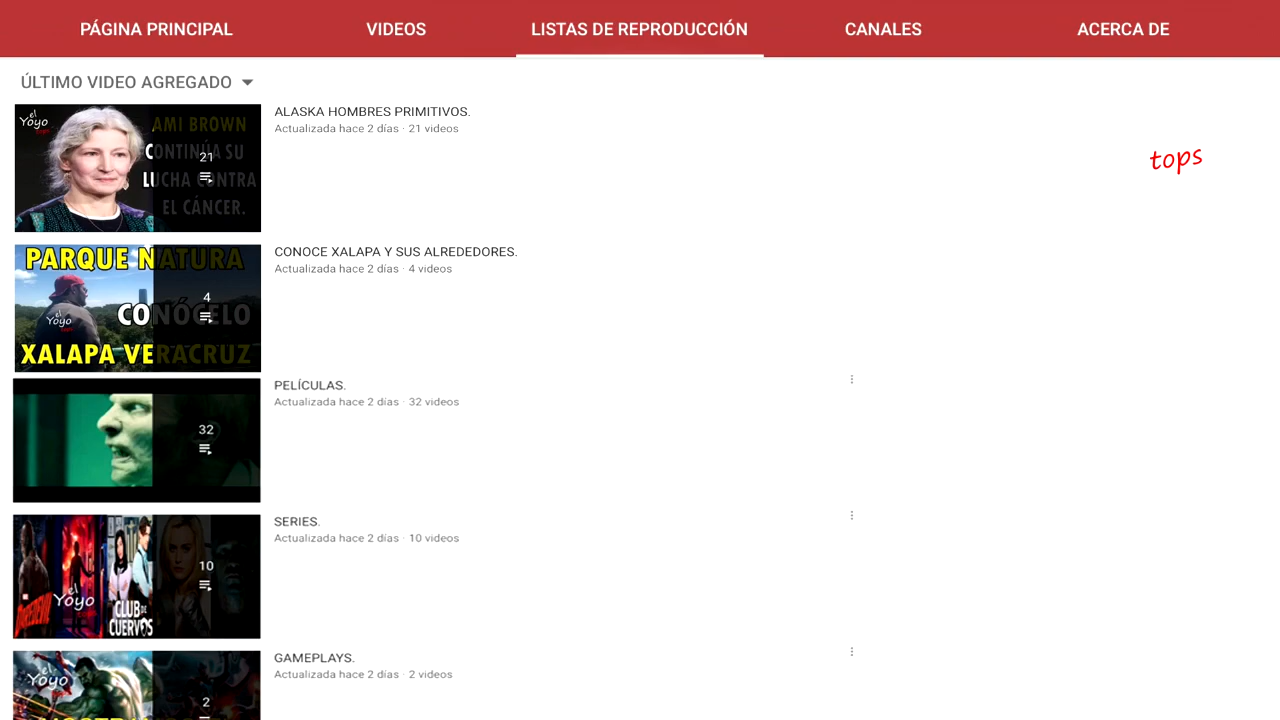 PÁGINA PRINCIPAL VIDEOS LISTAS DE REPRODUCCIÓN CANALES ACERCA DE
ÚLTIMO VIDEO AGREGADO
el Yoyo tops
AMI BROWN
CONTINÚA SU
LUCHA CONTRA
EL CÁNCER.
21
ALASKA HOMBRES PRIMITIVOS.
Actualizada hace 2 días · 21 videos
tops
PARQUE NATURA
CONÓCELO
XALAPA VERACRUZ
el Yoyo tops
4
CONOCE XALAPA Y SUS ALREDEDORES.
Actualizada hace 2 días · 4 videos
32
PELÍCULAS.
Actualizada hace 2 días · 32 videos
DAREDEVIL
el Yoyo
CLUB DE CUERVOS
10
SERIES.
Actualizada hace 2 días · 10 videos
el Yoyo tops
2
GAMEPLAYS.
Actualizada hace 2 días · 2 videos